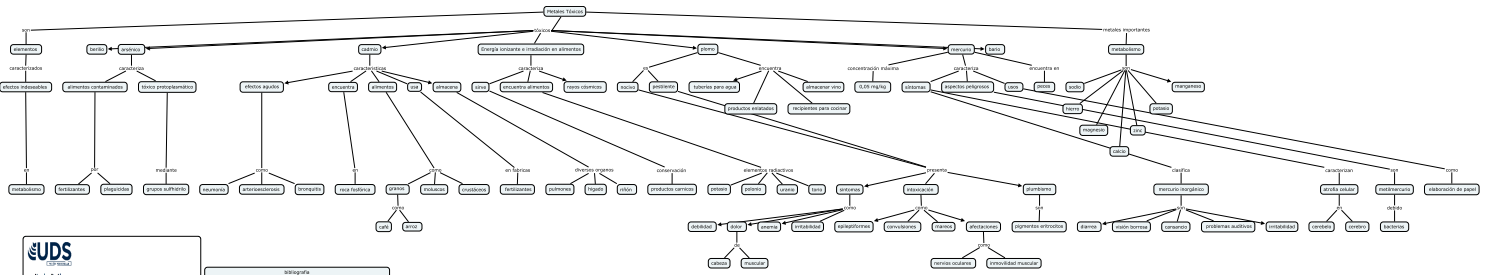 Metales Tóxicos
son
tóxicos
metales importantes
elementos
berilio
arsénico
cadmio
Energía ionizante e irradiación en alimentos
plomo
mercurio
bario
metabolismo
caracterizados
caracteriza
características
caracteriza
es
encuentra
concentración máxima
caracteriza
encuentra en
son
efectos indeseables
alimentos contaminados
tóxico protoplasmático
efectos agudos
encuentra
alimentos
usa
almacena
sirva
encuentra alimentos
rayos cósmicos
nocivo
pestilente
tuberías para agua
almacenar vino
0,05 mg/kg
síntomas
aspectos peligrosos
usos
peces
sodio
manganeso
productos enlatados
recipientes para cocinar
hierro
potasio
magnesio
zinc
calcio
en
por
mediante
como
en
como
en fabricas
diversos organos
conservación
elementos radiactivos
presenta
clasifica
caracterizan
son
como
metabolismo
fertilizantes
plaguicidas
grupos sulfhidrilo
neumonía
arterioesclerosis
bronquitis
roca fosfórica
granos
moluscos
crustáceos
fertilizantes
pulmones
hígado
riñón
productos carnicos
potasio
polonio
uranio
torio
síntomas
intoxicación
plumbismo
mercurio inorgánico
atrofia celular
metilmercurio
elaboración de papel
como
como
como
son
son
en
debido
café
arroz
debilidad
dolor
anemia
irritabilidad
epileptiformes
convulsiones
mareos
afectaciones
pigmentos eritrocitos
diarrea
visión borrosa
cansancio
problemas auditivos
irritabilidad
cerebelo
cerebro
bacterias
de
como
cabeza
muscular
nervios oculares
inmovilidad muscular
UDS
bibliografía